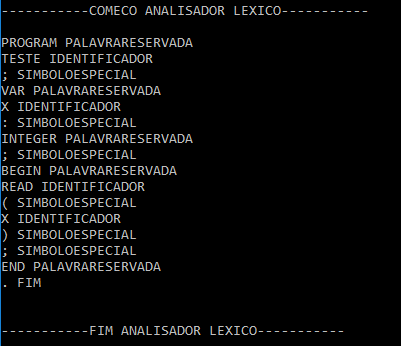 -----------COMECO ANALISADOR LEXICO-----------
PROGRAM PALAVRARESERVADA
TESTE IDENTIFICADOR
; SIMBOLOESPECIAL
VAR PALAVRARESERVADA
X IDENTIFICADOR
: SIMBOLOESPECIAL
INTEGER PALAVRARESERVADA
; SIMBOLOESPECIAL
BEGIN PALAVRARESERVADA
READ IDENTIFICADOR
( SIMBOLOESPECIAL
X IDENTIFICADOR
) SIMBOLOESPECIAL
; SIMBOLOESPECIAL
END PALAVRARESERVADA
. FIM
-----------FIM ANALISADOR LEXICO-----------